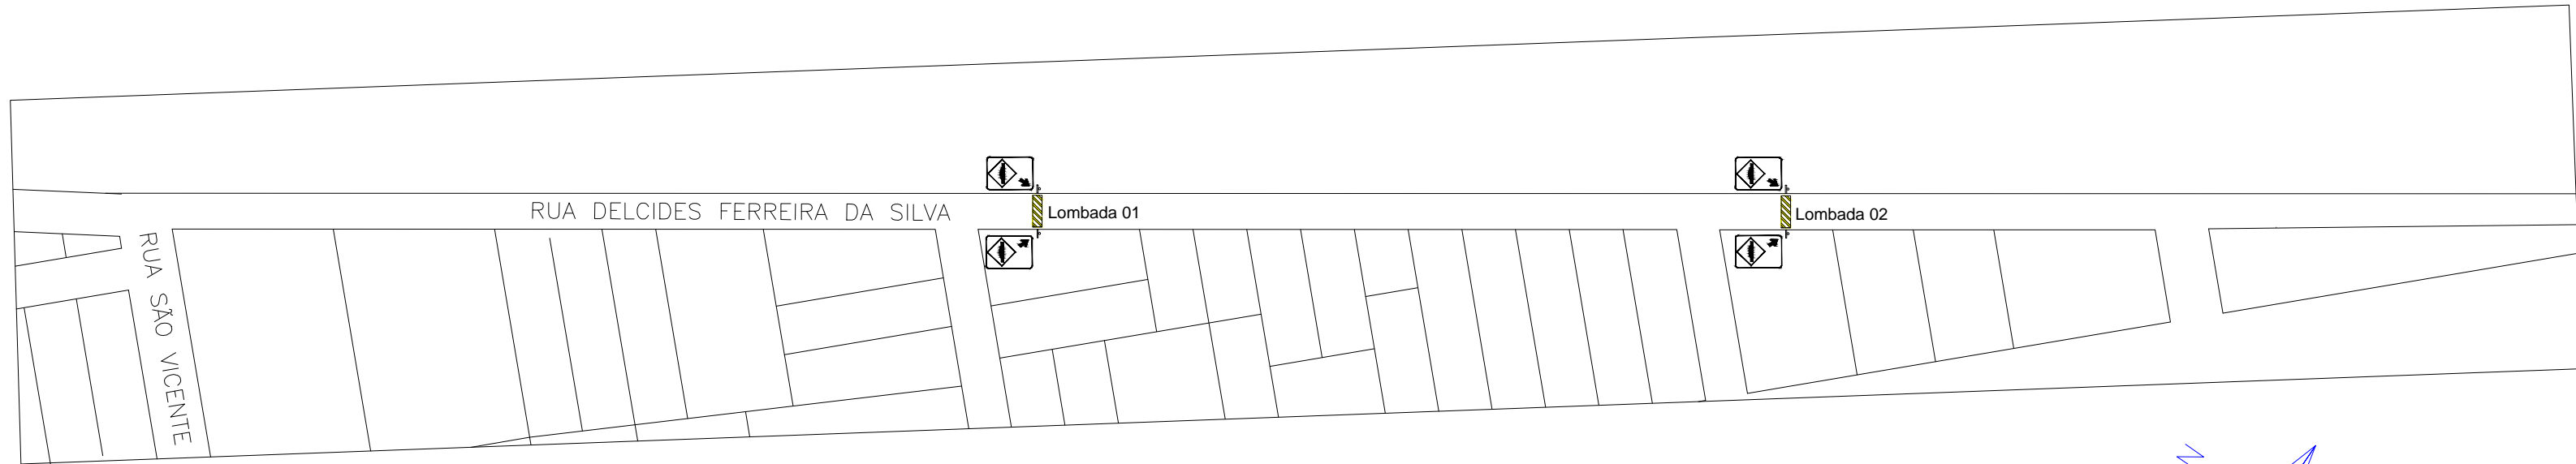 RUA DELCIDES FERREIRA DA SILVA
Lombada 01
Lombada 02
RUA SÃO VICENTE
N